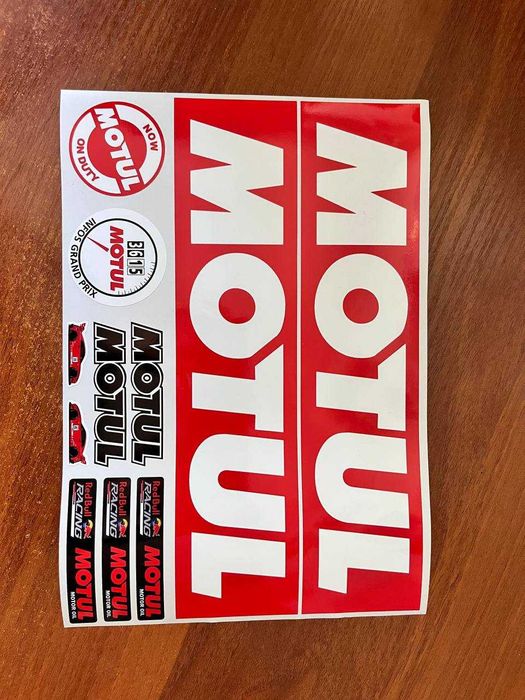 NOW
MOTUL
ON DUTY
3615
MOTUL
INFOS GRAND PRIX
MOTUL
MOTUL
Red Bull
RACING
MOTUL
MOTOR OIL
Red Bull
RACING
MOTUL
MOTOR OIL
Red Bull
RACING
MOTUL
MOTOR OIL
MOTUL
MOTUL